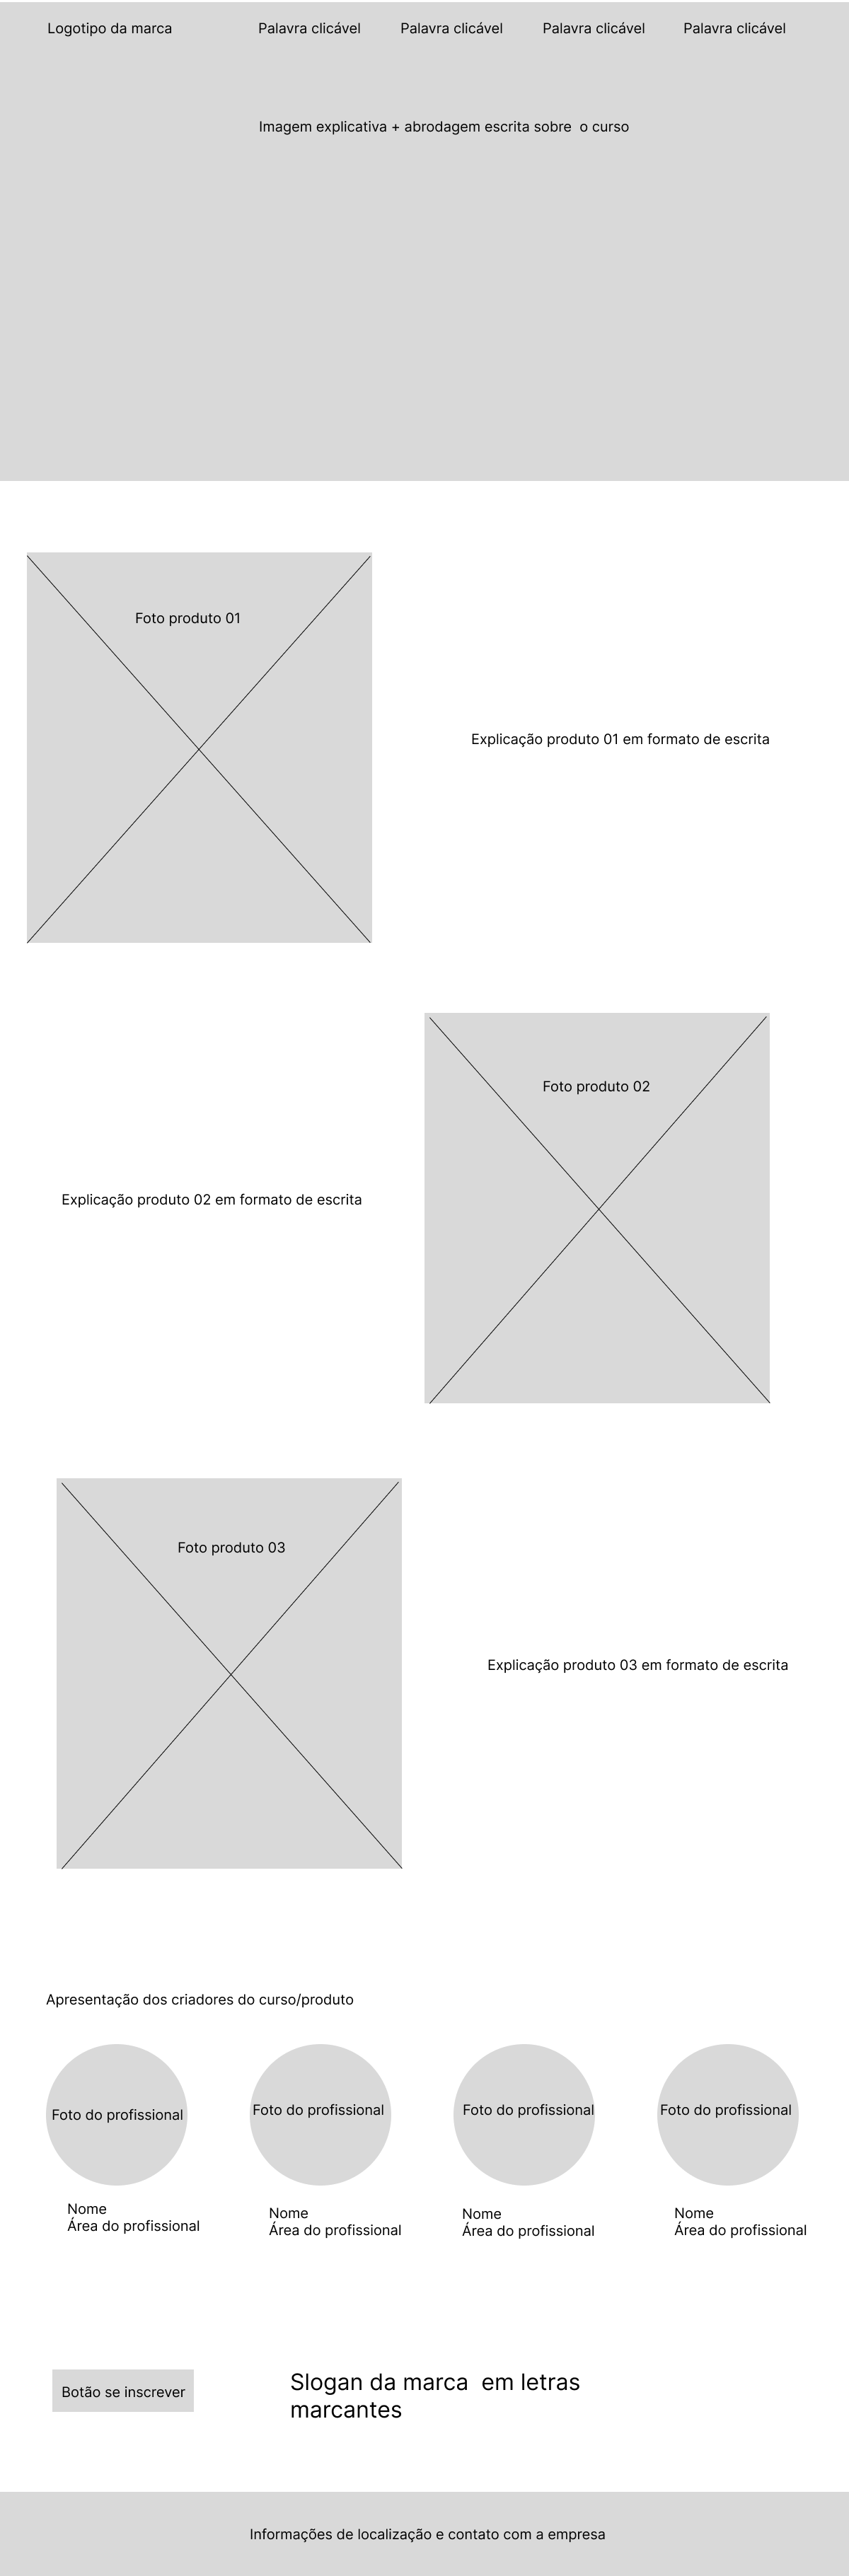 Logotipo da marca
Palavra clicável
Palavra clicável
Palavra clicável
Palavra clicável
Imagem explicativa + abrodagem escrita sobre  o curso
Foto produto 01
Explicação produto 01 em formato de escrita
Foto produto 02
Explicação produto 02 em formato de escrita
Foto produto 03
Explicação produto 03 em formato de escrita
Apresentação dos criadores do curso/produto
Foto do profissional
Foto do profissional
Foto do profissional
Foto do profissional
Nome
Área do profissional
Nome
Área do profissional
Nome
Área do profissional
Nome
Área do profissional
Botão se inscrever
Slogan da marca  em letras
marcantes
Informações de localização e contato com a empresa